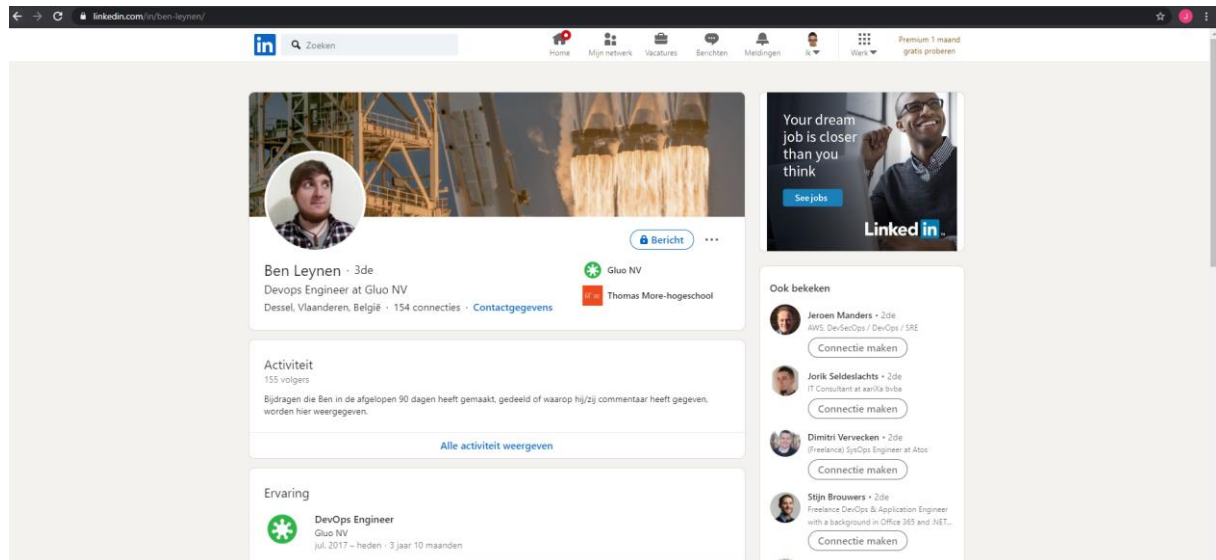 linkedin.com/in/ben-leynen/
J
in
Zoeken
Home
Mijn netwerk
Vacatures
Berichten
Meldingen
Ik
Werk
Premium 1 maand
gratis proberen
Bericht
Ben Leynen · 3de
Devops Engineer at Gluo NV
Dessel, Vlaanderen, België · 154 connecties · Contactgegevens
Gluo NV
Thomas More-hogeschool
Activiteit
155 volgers
Bijdragen die Ben in de afgelopen 90 dagen heeft gemaakt, gedeeld of waarop hij/zij commentaar heeft gegeven,
worden hier weergegeven.
Alle activiteit weergeven
Ervaring
DevOps Engineer
Gluo NV
jul. 2017 – heden · 3 jaar 10 maanden
Your dream
job is closer
than you
think
See jobs
Linked in
Ook bekeken
Jeroen Manders • 2de
AWS, DevSecOps / DevOps / SRE
Connectie maken
Jorik Seldeslachts • 2de
IT Consultant at aariXa bvba
Connectie maken
Dimitri Vervecken • 2de
(Freelance) SysOps Engineer at Atos
Connectie maken
Stijn Brouwers • 2de
Freelance DevOps & Application Engineer
with a background in Office 365 and .NET...
Connectie maken